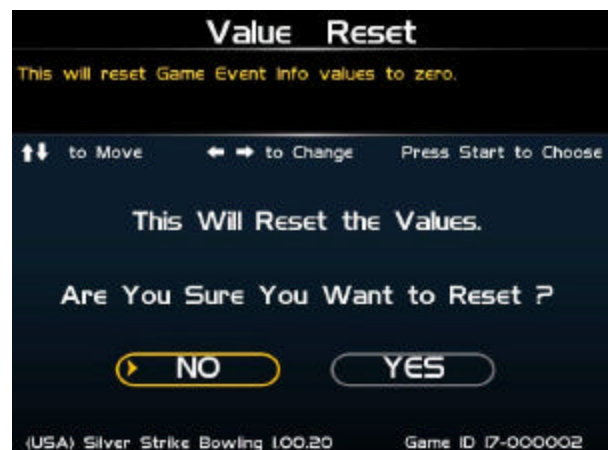 Value Reset
This will reset Game Event Info values to zero.
to Move to Change Press Start to Choose
This Will Reset the Values.
Are You Sure You Want to Reset ?
NO YES
(USA) Silver Strike Bowling 1.00.20 Game ID 17-000002